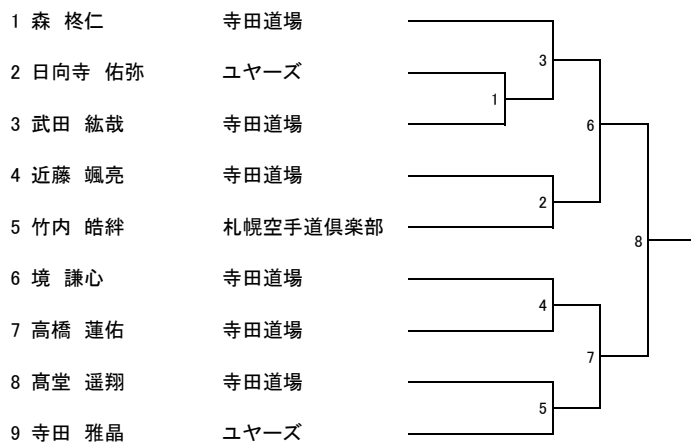 1 森　柊仁 寺田道場
2 日向寺　佑弥 ユヤーズ
3 武田　紘哉 寺田道場
4 近藤　颯亮 寺田道場
5 竹内　皓絆 札幌空手道倶楽部
6 境　謙心 寺田道場
7 高橋　蓮佑 寺田道場
8 髙堂　遥翔 寺田道場
9 寺田　雅晶 ユヤーズ
3
1
6
2
8
4
7
5